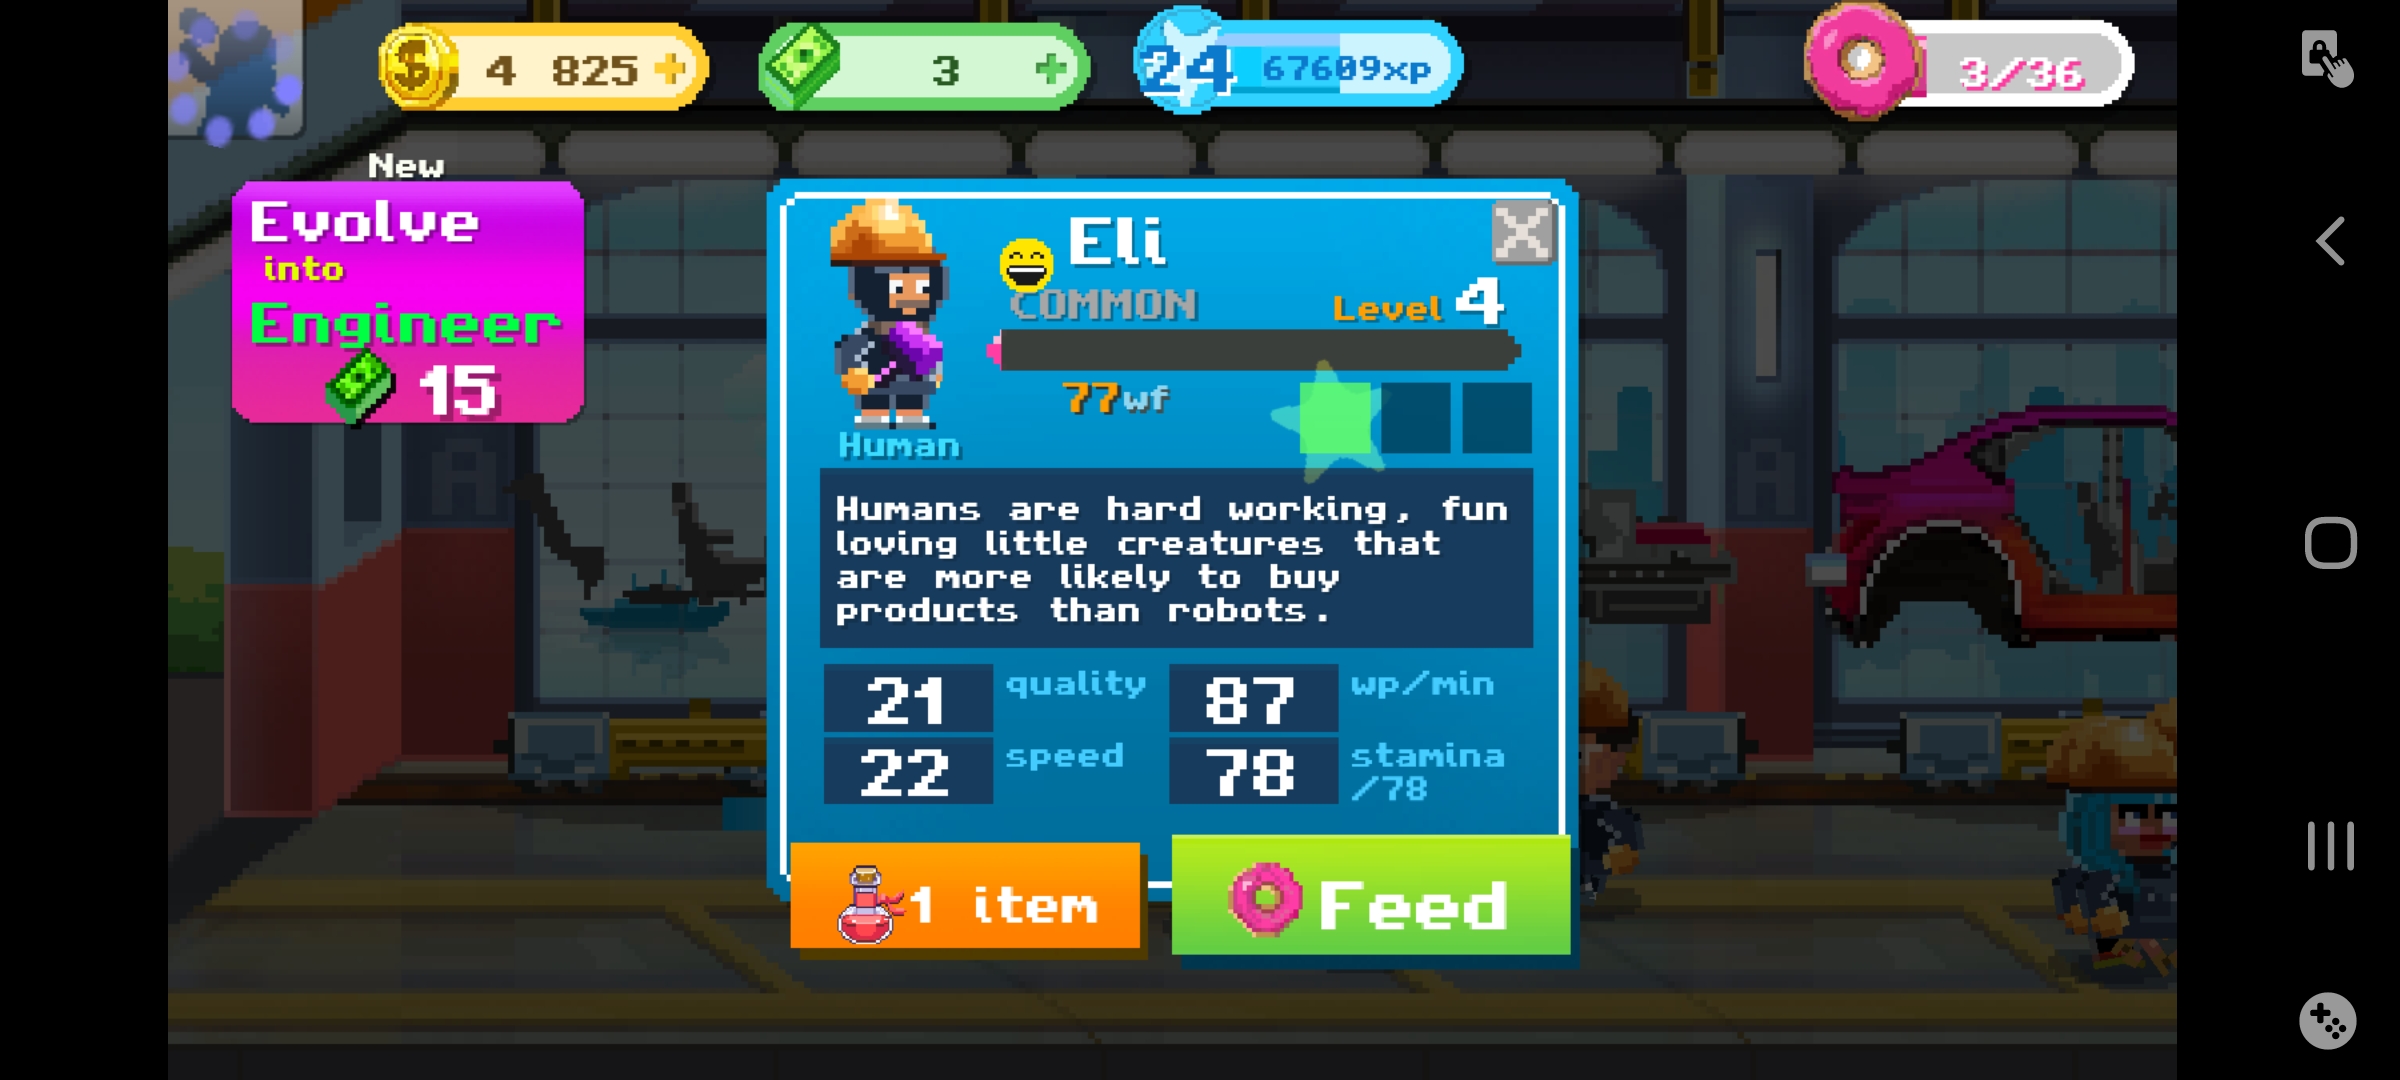 4 825 +
3 +
24 67609xp
3/36
New
Evolve
into
Engineer
15
Eli
COMMON
Level 4
77wf
Human
Humans are hard working, fun
loving little creatures that
are more likely to buy
products than robots.
21 quality
87 wp/min
22 speed
78 stamina
/78
1 item
Feed